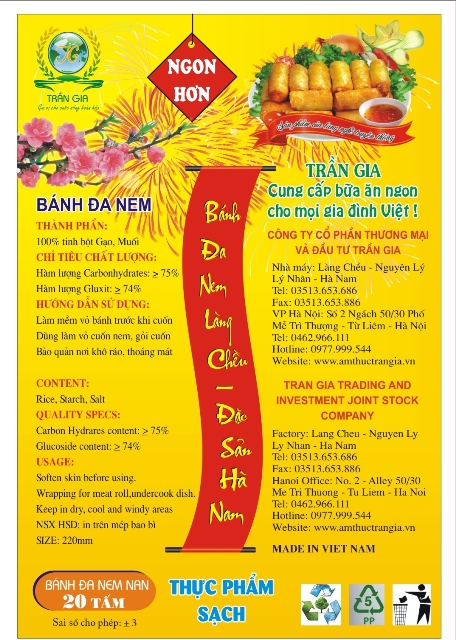 TRẦN GIA
NGON
HƠN
BÁNH ĐA NEM
THÀNH PHẦN:
100% tinh bột Gạo, Muối
CHỈ TIÊU CHẤT LƯỢNG:
Hàm lượng Carbonhydrates: ≥ 75%
Hàm lượng Gluxit: ≥ 74%
HƯỚNG DẪN SỬ DỤNG:
Làm mềm vỏ bánh trước khi cuốn
Dùng làm vỏ cuốn nem, gỏi cuốn
Bảo quản nơi khô ráo, thoáng mát
CONTENT:
Rice, Starch, Salt
QUALITY SPECS:
Carbon Hydrares content: ≥ 75%
Glucoside content: ≥ 74%
USAGE:
Soften skin before using.
Wrapping for meat roll,undercook dish.
Keep in dry, cool and windy areas
NSX HSD: in trên mép bao bì
SIZE: 220mm
BÁNH ĐA NEM NAN
20 TẤM
Sai số cho phép: ± 3
Bánh
Đa
Nem
Làng
Chều
–
Đặc
Sản
Hà
Nam
THỰC PHẨM
SẠCH
TRẦN GIA
Cung cấp bữa ăn ngon
cho mọi gia đình Việt !
CÔNG TY CỔ PHẦN THƯƠNG MẠI
VÀ ĐẦU TƯ TRẦN GIA
Nhà máy: Làng Chều - Nguyên Lý
Lý Nhân - Hà Nam
Tel: 03513.653.686
Fax: 03513.653.686
VP Hà Nội: Số 2 Ngách 50/30 Phố
Mễ Trì Thượng - Từ Liêm - Hà Nội
Tel: 0462.966.111
Hotline: 0977.999.544
Website: www.amthuctrangia.vn
TRAN GIA TRADING AND
INVESTMENT JOINT STOCK
COMPANY
Factory: Lang Cheu - Nguyen Ly
Ly Nhan - Ha Nam
Tel: 03513.653.686
Fax: 03513.653.686
Hanoi Office: No. 2 - Alley 50/30
Me Tri Thuong - Tu Liem - Ha Noi
Tel: 0462.966.111
Hotline: 0977.999.544
Website: www.amthuctrangia.vn
MADE IN VIET NAM
5
PP